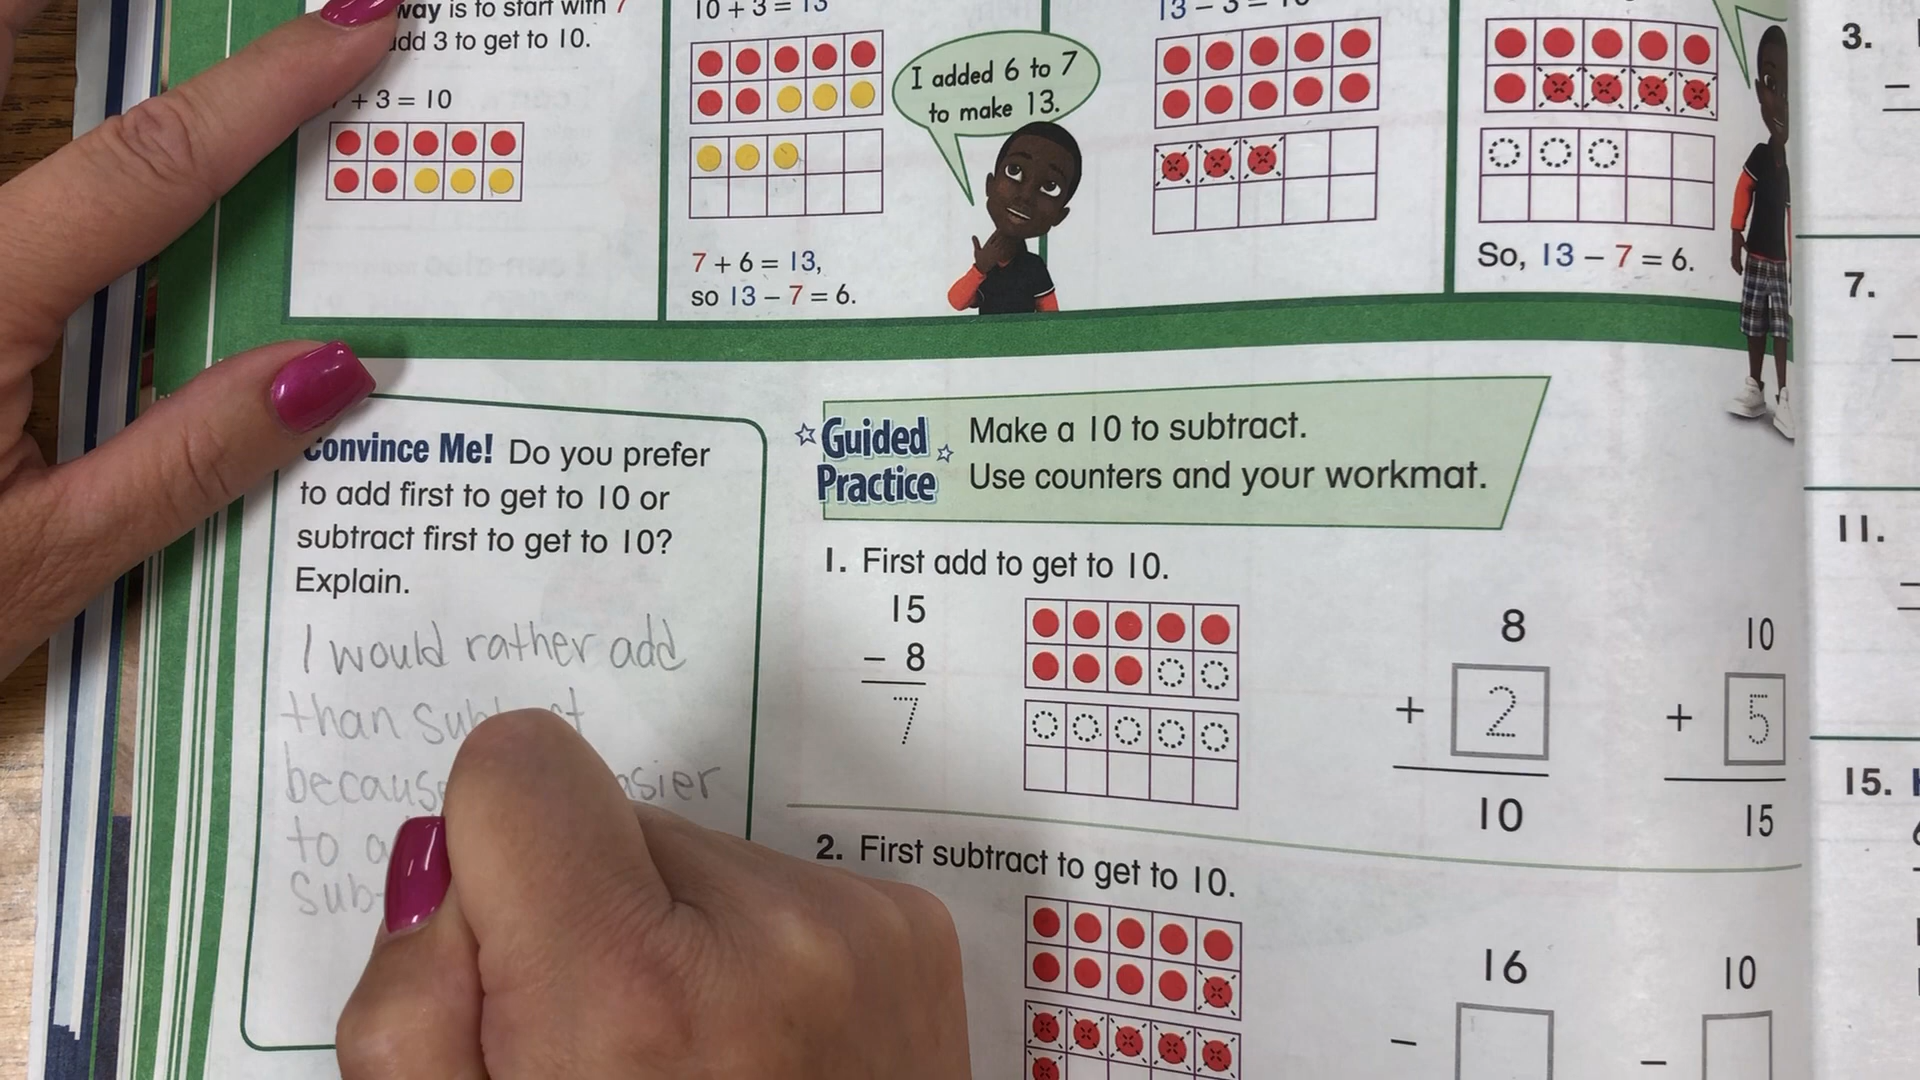 way is to start with 7
add 3 to get to 10.
+ 3 = 10
10 + 3 = 13
I added 6 to 7
to make 13.
7 + 6 = 13,
so 13 – 7 = 6.
13 – 3 = 10
So, 13 – 7 = 6.
Convince Me! Do you prefer
to add first to get to 10 or
subtract first to get to 10?
Explain.
I would rather add
than
because
to
Guided
Practice
Make a 10 to subtract.
Use counters and your workmat.
1. First add to get to 10.
15
– 8
7
8
+ 2
10
10
+ 5
15
2. First subtract to get to 10.
16
–
10
–
3.
–
7.
–
11.
–
15.